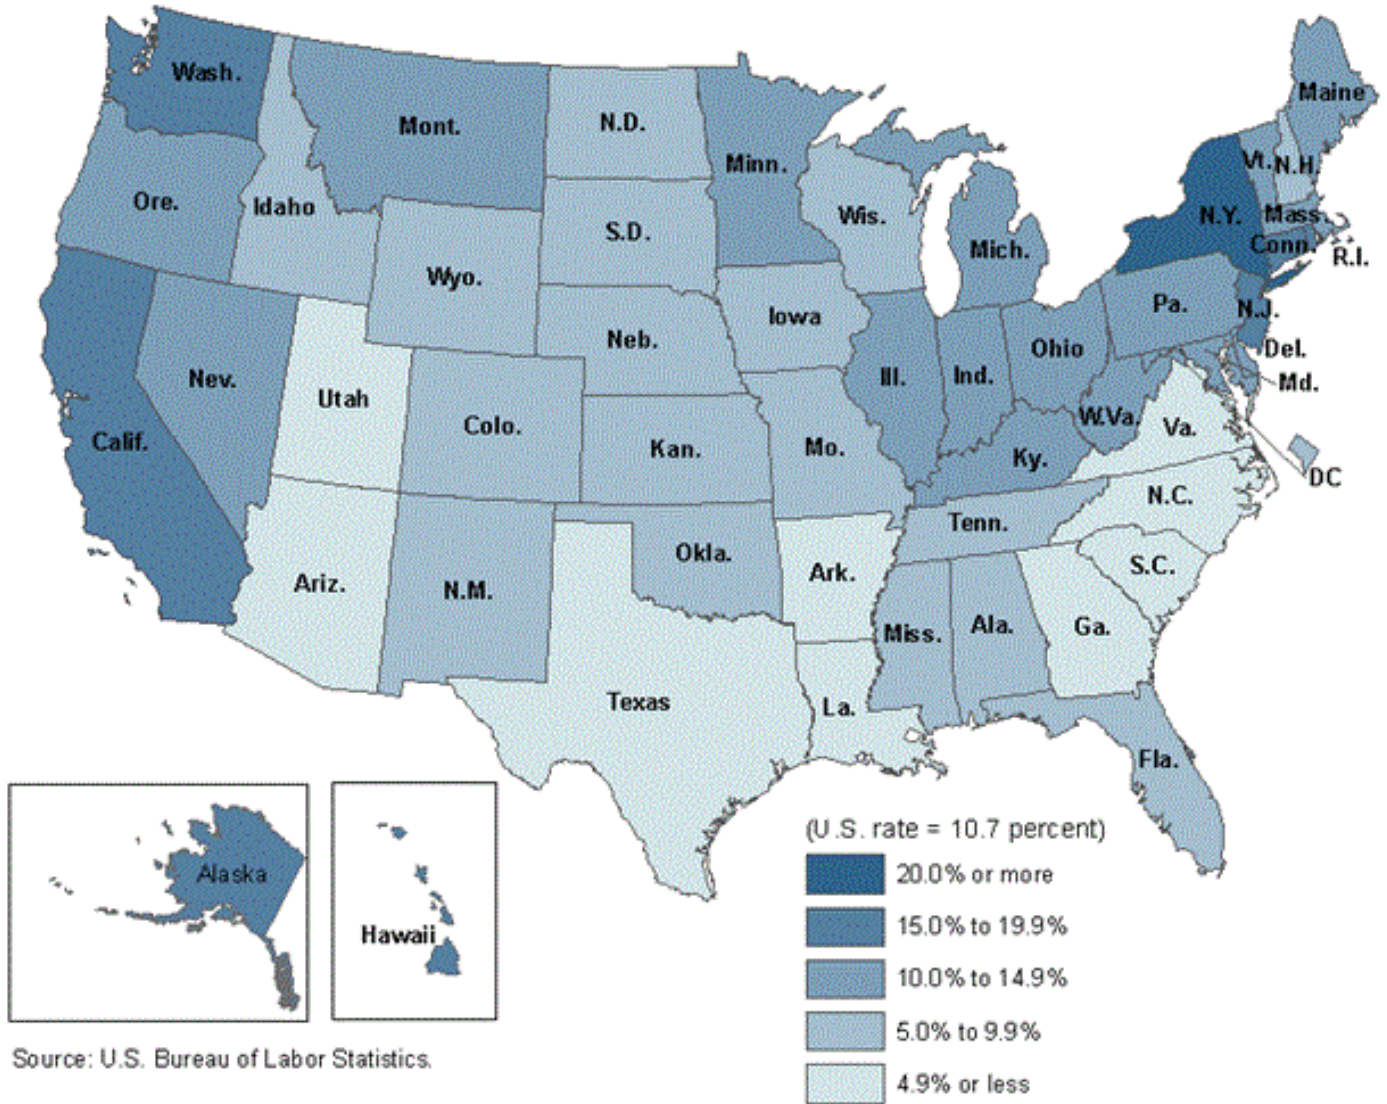 Wash.
Maine
Mont.
N.D.
Minn.
Vt.
N.H.
Ore.
Idaho
S.D.
Wis.
N.Y.
Mass.
Mich.
Conn.
R.I.
Wyo.
Iowa
Pa.
N.J.
Neb.
Ohio
Del.
Nev.
Utah
Ill.
Ind.
Md.
Colo.
W.Va.
Va.
Calif.
Kan.
Mo.
Ky.
DC
N.C.
Tenn.
Okla.
Ark.
S.C.
Ariz.
N.M.
Miss.
Ala.
Ga.
Texas
La.
Fla.
Alaska
Hawaii
(U.S. rate = 10.7 percent)
20.0% or more
15.0% to 19.9%
10.0% to 14.9%
5.0% to 9.9%
4.9% or less
Source: U.S. Bureau of Labor Statistics.